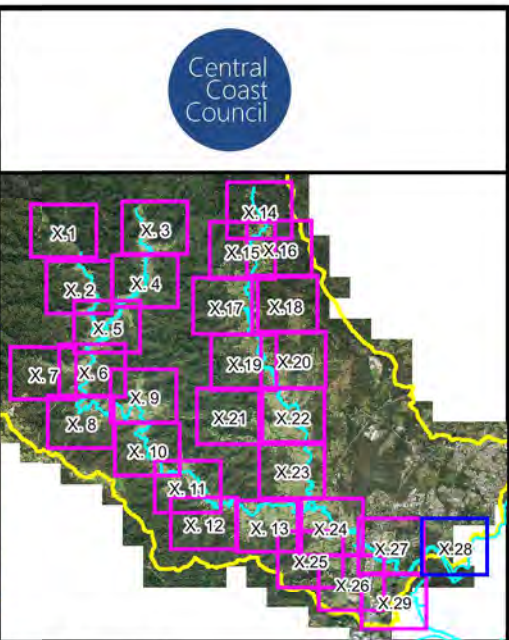 Central
Coast
Council
X.1
X.3
X.14
X.15
X.16
X. 2
X. 4
X.17
X.18
X. 5
X. 7
X. 6
X.19
X.20
X. 9
X. 8
X.21
X.22
X. 10
X.23
X. 11
X. 12
X. 13
X.24
X.27
X.28
X.25
X.26
X.29